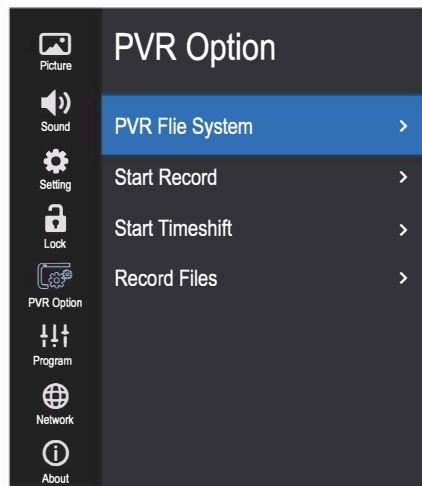 Picture
Sound
Setting
Lock
PVR Option
Program
Network
About
PVR Option
PVR Flie System
Start Record
Start Timeshift
Record Files